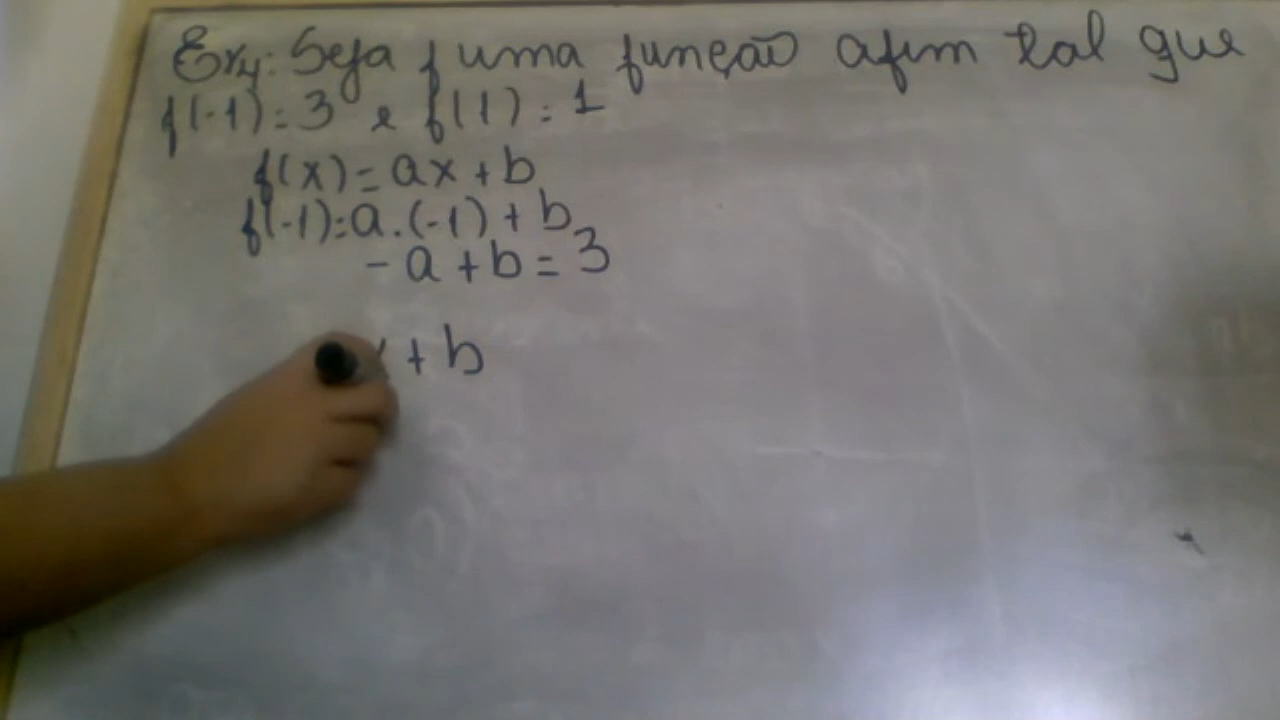 Ex4: Seja f uma função afim tal que
f(-1) = 3 e f(1) = 1
f(x) = ax + b
f(-1) = a.(-1) + b
- a + b = 3
+ b